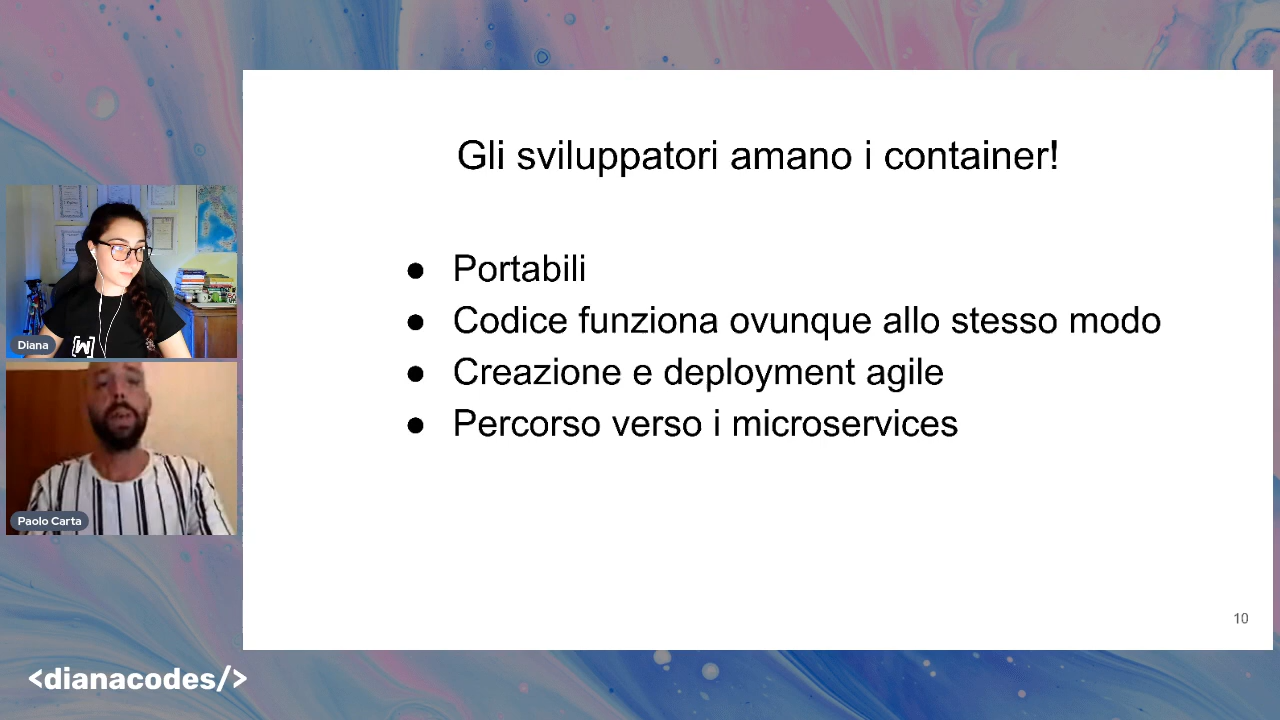 Gli sviluppatori amano i container!
● Portabili
● Codice funziona ovunque allo stesso modo
● Creazione e deployment agile
● Percorso verso i microservices
10
Diana
[W]
Paolo Carta
<dianacodes/>